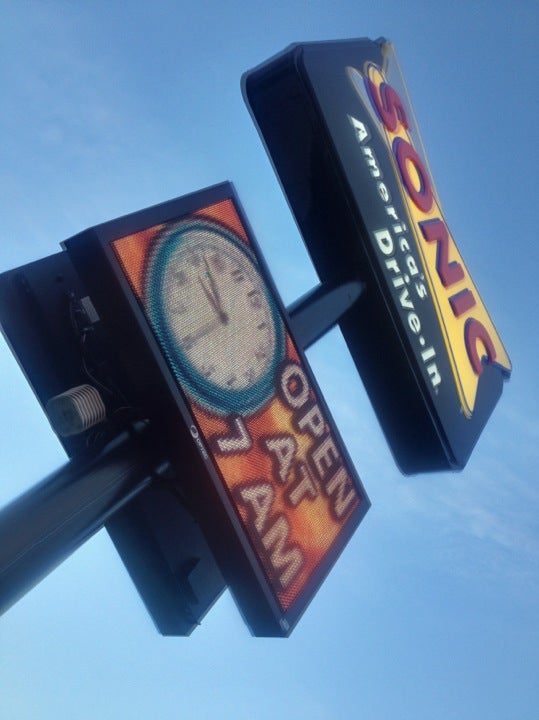 SONIC
America's
Drive-In
OPEN
AT
7 AM